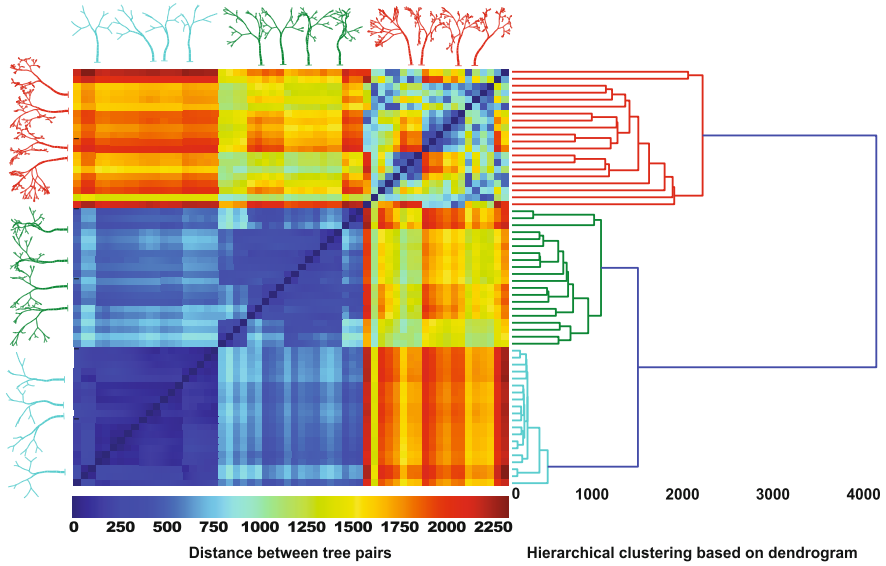 0 1000 2000 3000 4000
0 250 500 750 1000 1250 1500 1750 2000 2250
Distance between tree pairs Hierarchical clustering based on dendrogram